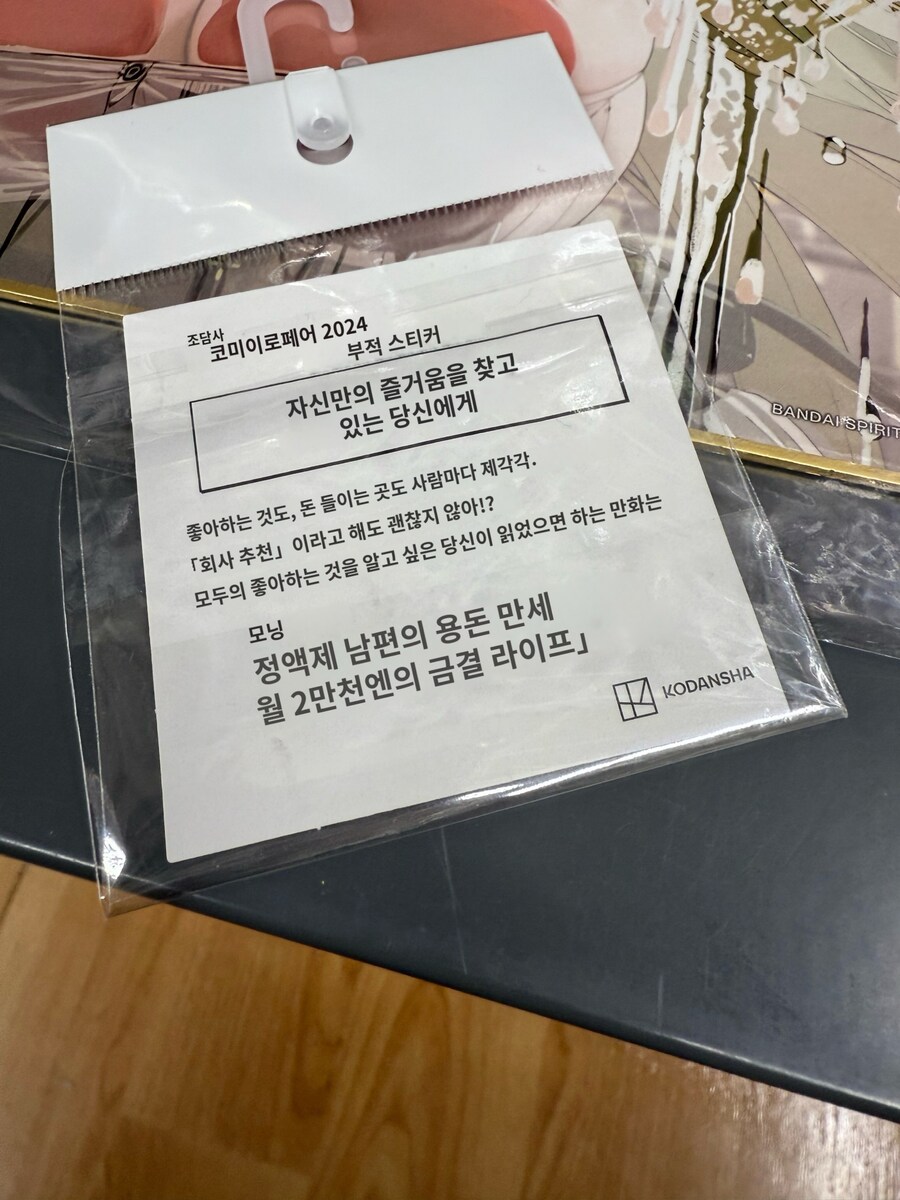 조담사
코미이로페어 2024
부적 스티커
자신만의 즐거움을 찾고
있는 당신에게
좋아하는 것도, 돈 들이는 곳도 사람마다 제각각.
「회사 추천」이라고 해도 괜찮지 않아!?
모두의 좋아하는 것을 알고 싶은 당신이 읽었으면 하는 만화는
모닝
정액제 남편의 용돈 만세
월 2만천엔의 금결 라이프」
KODANSHA
BANDAI SPIRIT